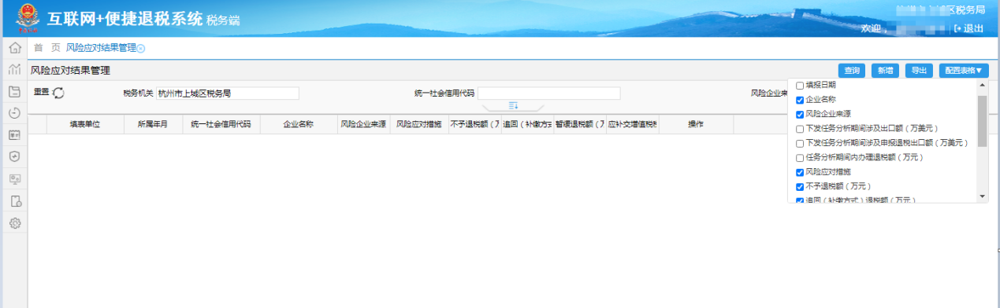 互联网+便捷退税系统 税务端
区税务局
欢迎，
退出
首 页 风险应对结果管理
风险应对结果管理
查询 新增 导出 配置表格▼
重置 税务机关 杭州市上城区税务局 统一社会信用代码 风险企业来
填表单位 所属年月 统一社会信用代码 企业名称 风险企业来源 风险应对措施 不予退税额（万 追回（补缴方式 暂缓退税额（万 应补交增值税税 操作
填报日期
企业名称
风险企业来源
下发任务分析期间涉及出口额（万美元）
下发任务分析期间涉及申报退税出口额（万美元）
任务分析期间内办理退税额（万元）
风险应对措施
不予退税额（万元）
追回（补缴方式）退税额（万元）